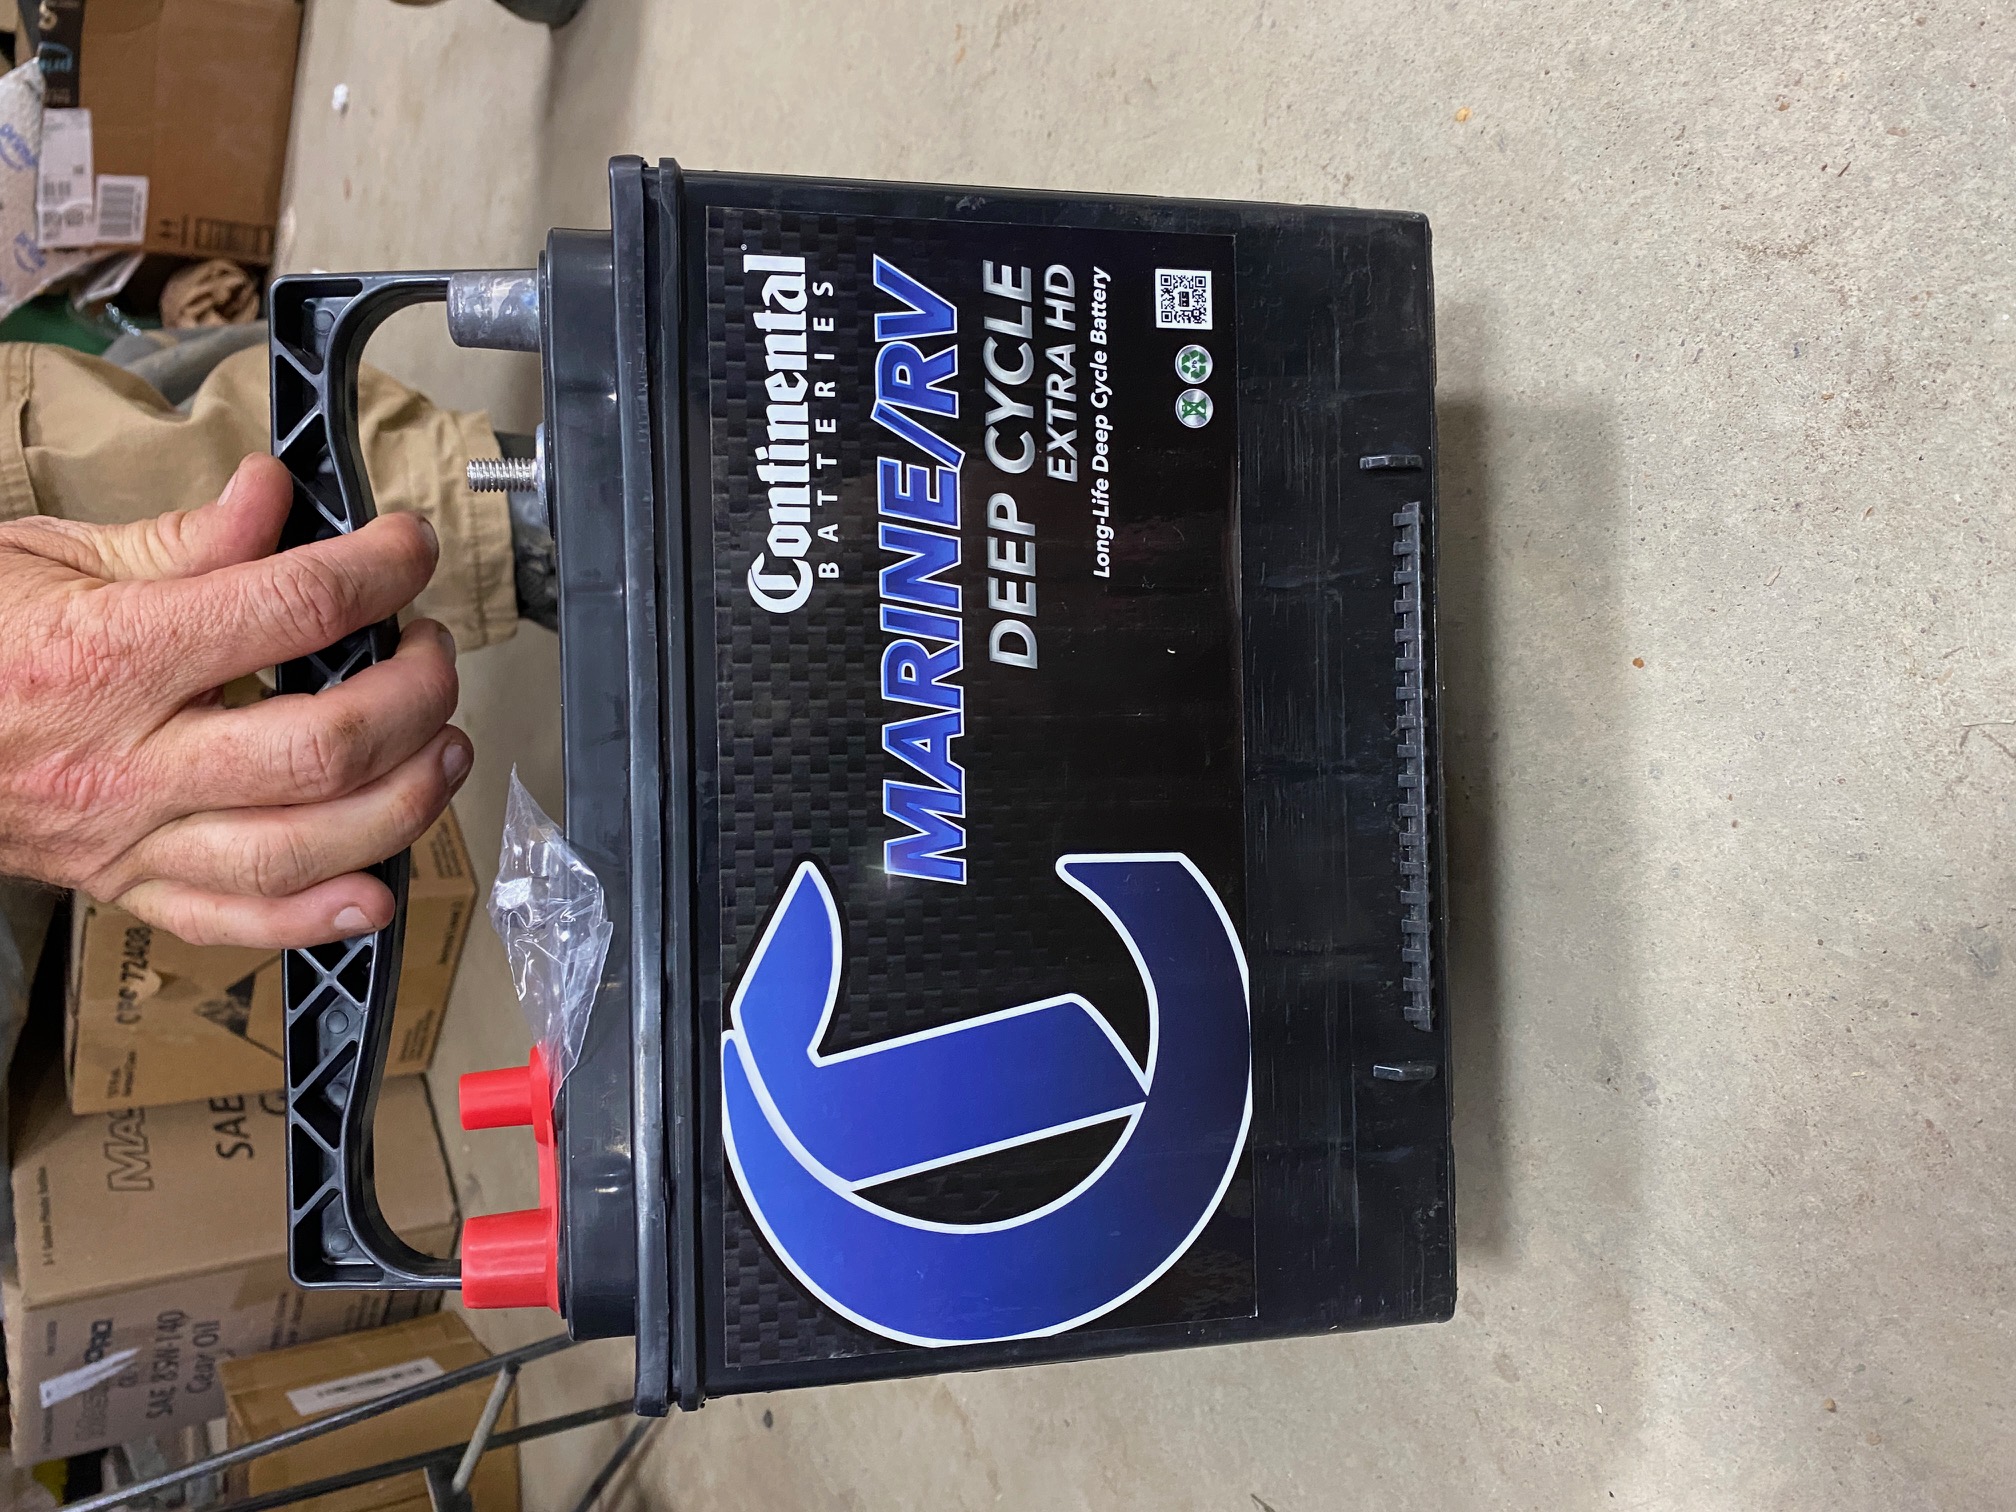 Continental
BATTERIES
MARINE/RV
DEEP CYCLE
EXTRA HD
Long-Life Deep Cycle Battery
72408
SAE
SAE 85W-140
Gear Oil